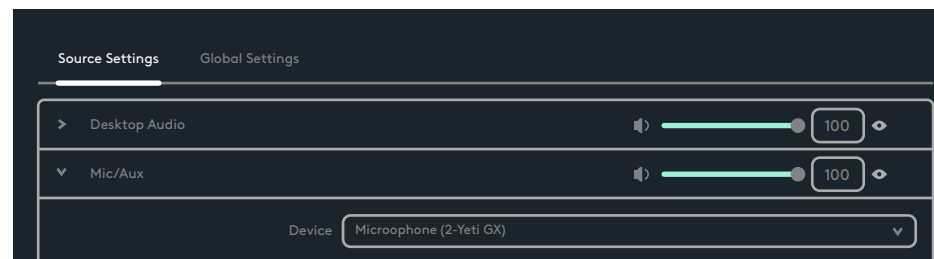 Source Settings Global Settings
Desktop Audio 100
Mic/Aux 100
Device Microophone (2-Yeti GX)